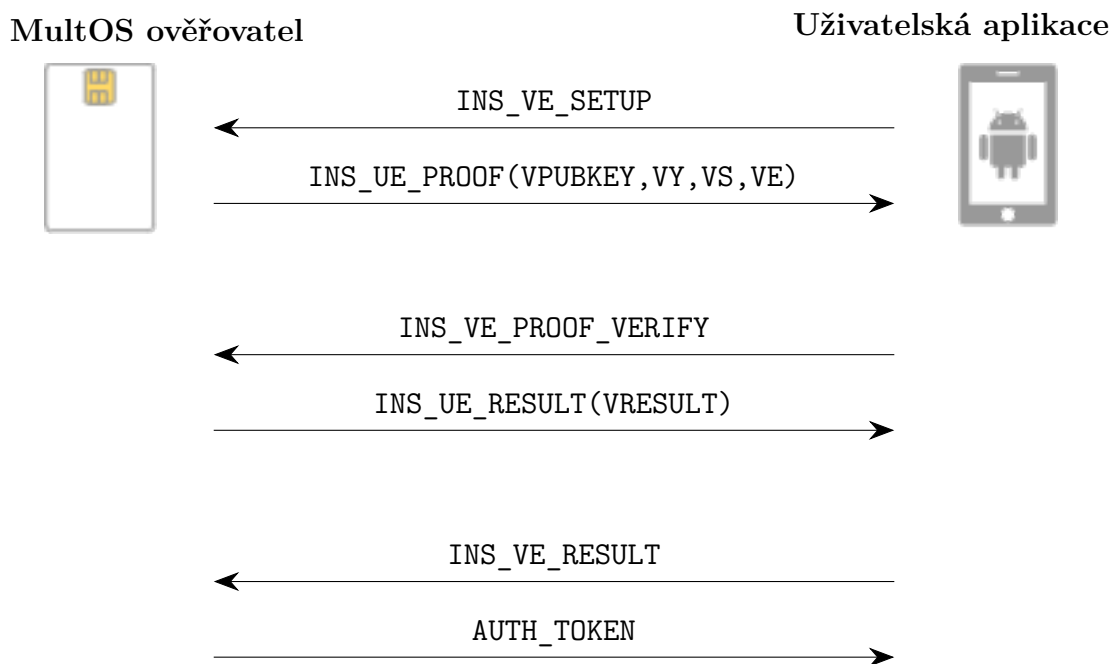 MultOS ověřovatel
Uživatelská aplikace
INS_VE_SETUP
INS_UE_PROOF(VPUBKEY,VY,VS,VE)
INS_VE_PROOF_VERIFY
INS_UE_RESULT(VRESULT)
INS_VE_RESULT
AUTH_TOKEN